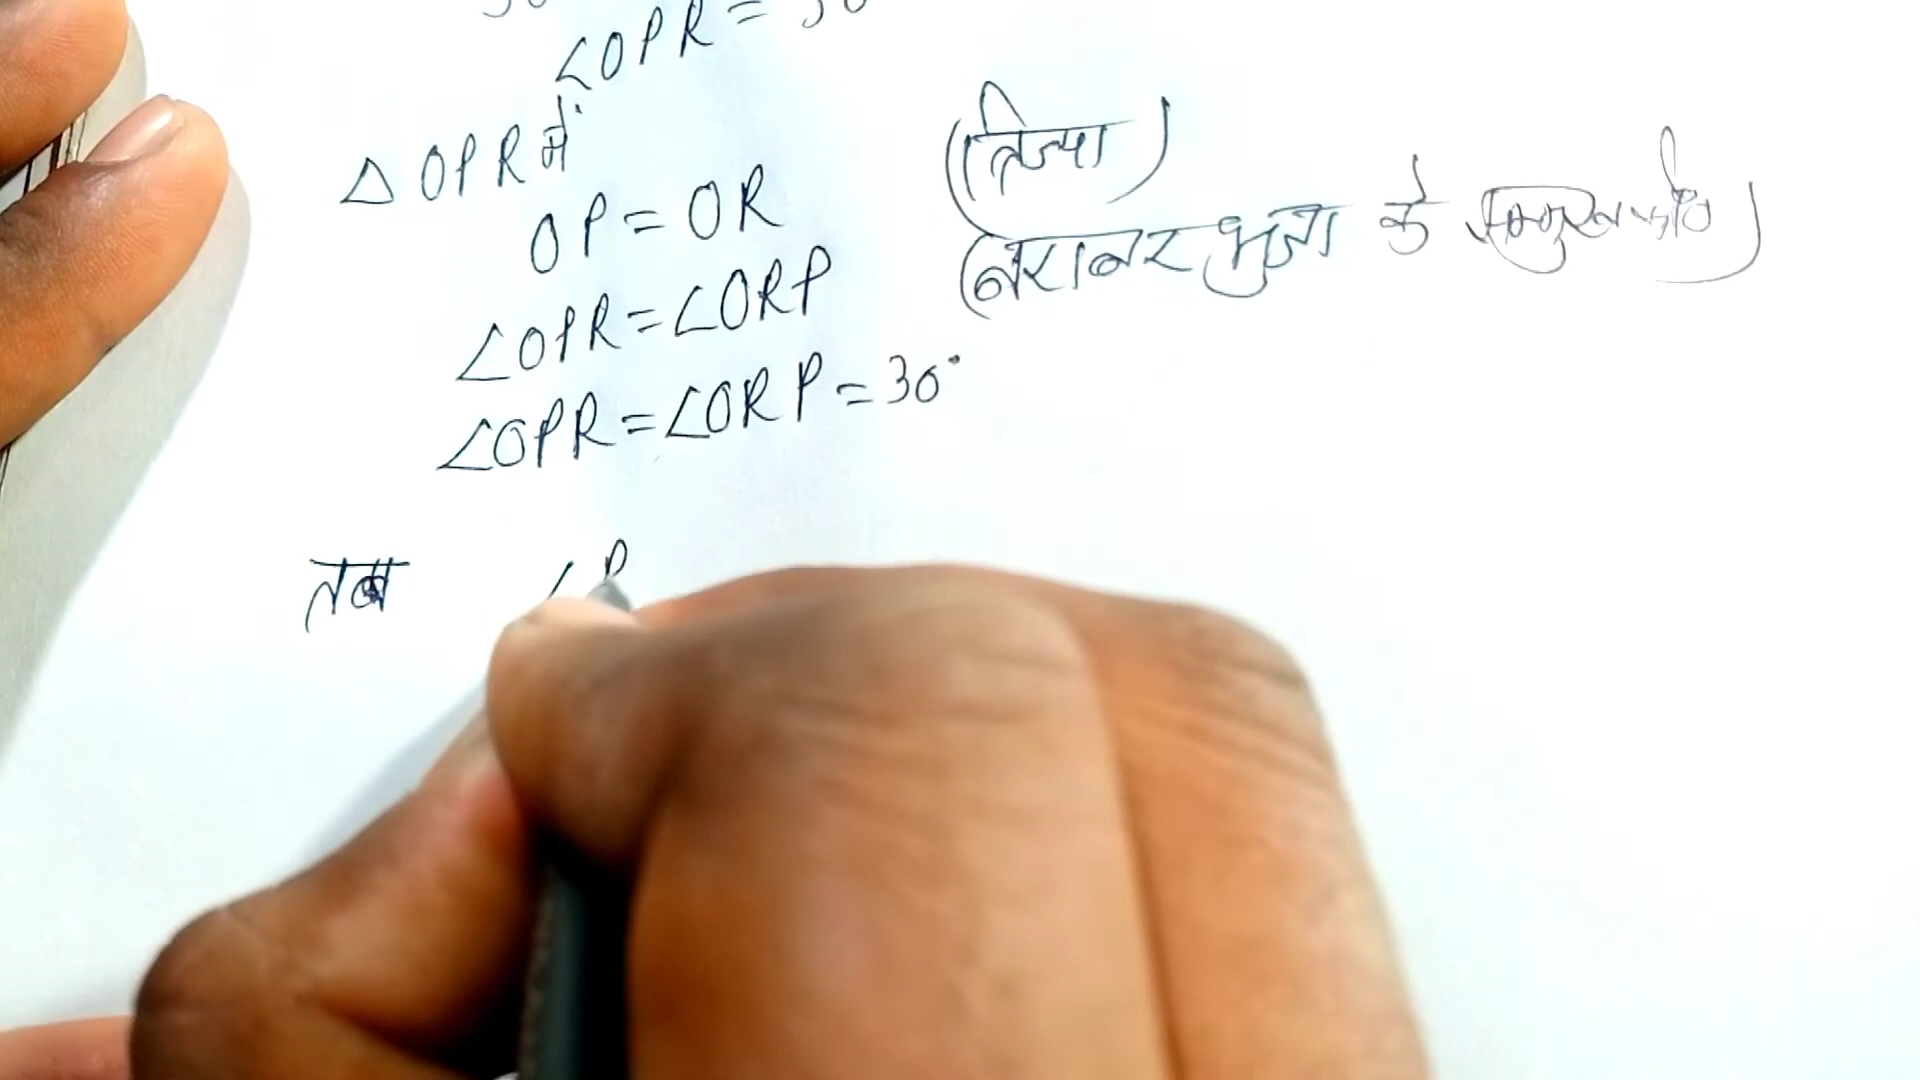 ∠OPR = 30
△ OPR में
OP = OR (त्रिज्या)
∠OPR = ∠ORP (बराबर भुजा के सम्मुख कोण)
∠OPR = ∠ORP = 30°
तब ∠P